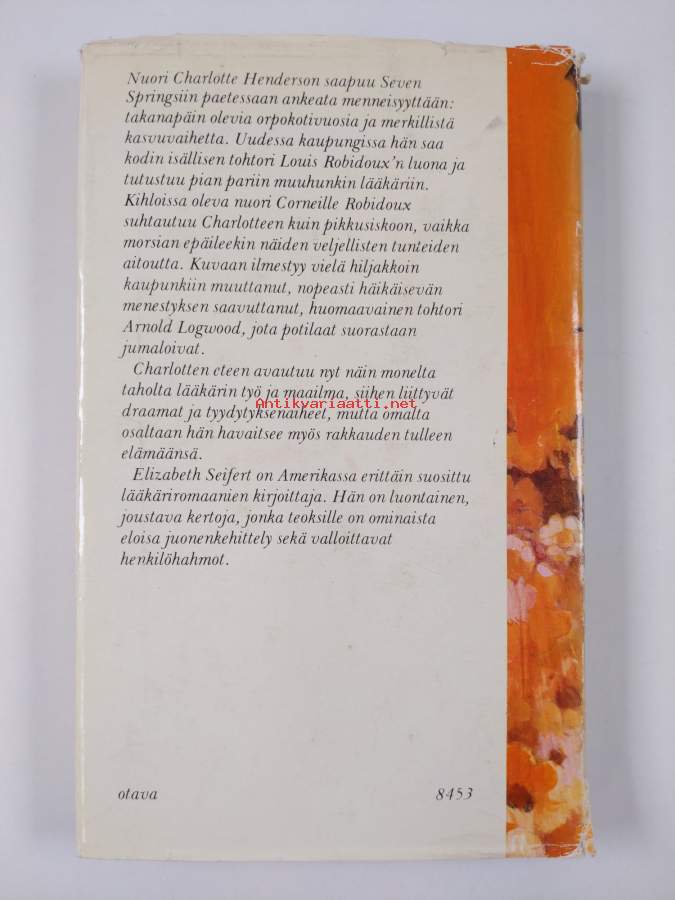 Nuori Charlotte Henderson saapuu Seven
Springsiin paetessaan ankeata menneisyyttään:
takanapäin olevia orpokotivuosia ja merkillistä
kasvuvaihetta. Uudessa kaupungissa hän saa
kodin isällisen tohtori Louis Robidoux'n luona ja
tutustuu pian pariin muuhunkin lääkäriin.
Kihloissa oleva nuori Corneille Robidoux
suhtautuu Charlotteen kuin pikkusiskoon, vaikka
morsian epäileekin näiden veljellisten tunteiden
aitoutta. Kuvaan ilmestyy vielä hiljakkoin
kaupunkiin muuttanut, nopeasti häikäisevän
menestyksen saavuttanut, huomaavainen tohtori
Arnold Logwood, jota potilaat suorastaan
jumaloivat.
Charlotten eteen avautuu nyt näin monelta
taholta lääkärin työ ja maailma, siihen liittyvät
Antikvariaatti.net
draamat ja tyydytyksenaiheet, mutta omalta
osaltaan hän havaitsee myös rakkauden tulleen
elämäänsä.
Elizabeth Seifert on Amerikassa erittäin suosittu
lääkäriromaanien kirjoittaja. Hän on luontainen,
joustava kertoja, jonka teoksille on ominaista
eloisa juonenkehittely sekä valloittavat
henkilöhahmot.
otava 8453